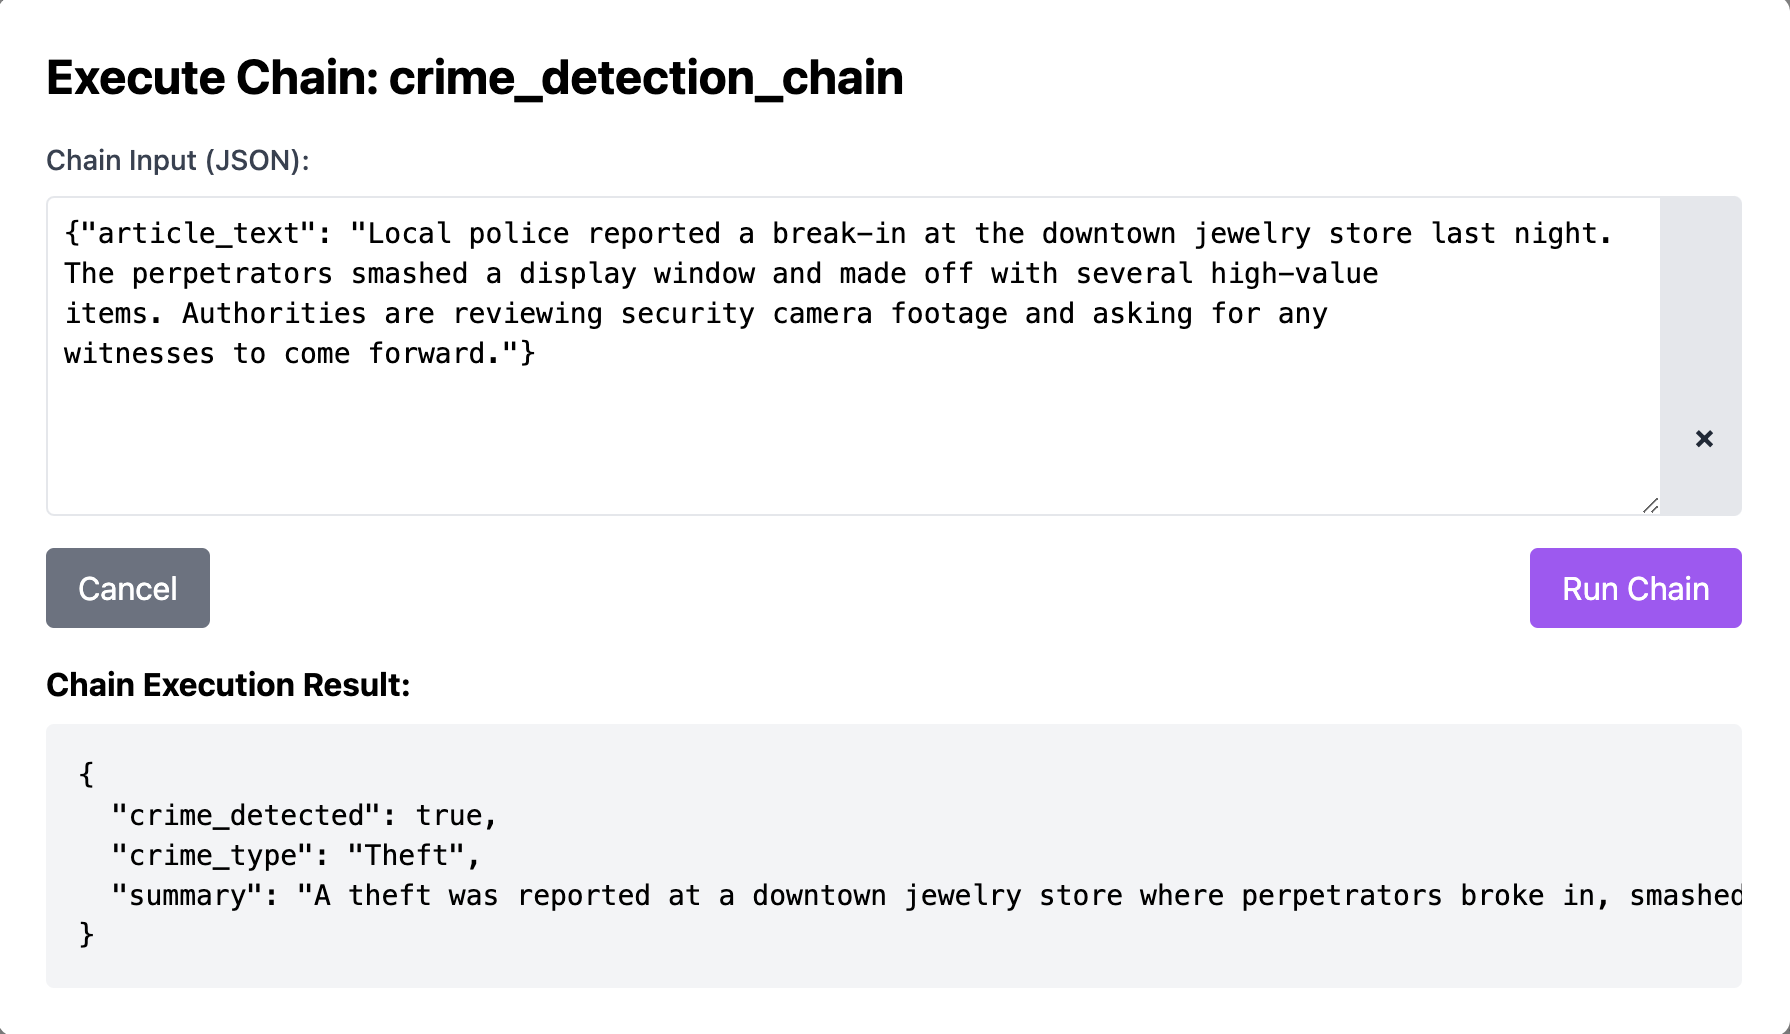 Execute Chain: crime_detection_chain
Chain Input (JSON):
{"article_text": "Local police reported a break-in at the downtown jewelry store last night.
The perpetrators smashed a display window and made off with several high-value
items. Authorities are reviewing security camera footage and asking for any
witnesses to come forward."}
×
Cancel
Run Chain
Chain Execution Result:
{
"crime_detected": true,
"crime_type": "Theft",
"summary": "A theft was reported at a downtown jewelry store where perpetrators broke in, smashed
}